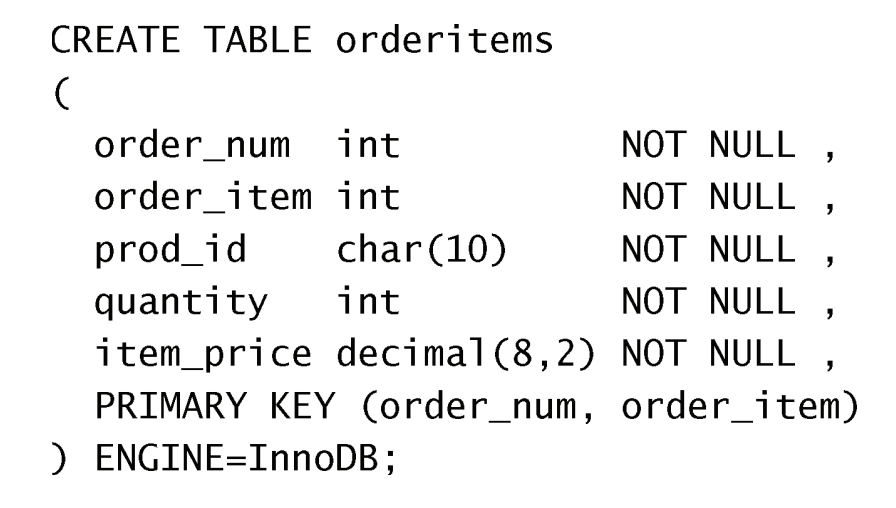 CREATE TABLE orderitems
(
  order_num  int          NOT NULL ,
  order_item int          NOT NULL ,
  prod_id    char(10)     NOT NULL ,
  quantity   int          NOT NULL ,
  item_price decimal(8,2) NOT NULL ,
  PRIMARY KEY (order_num, order_item)
) ENGINE=InnoDB;